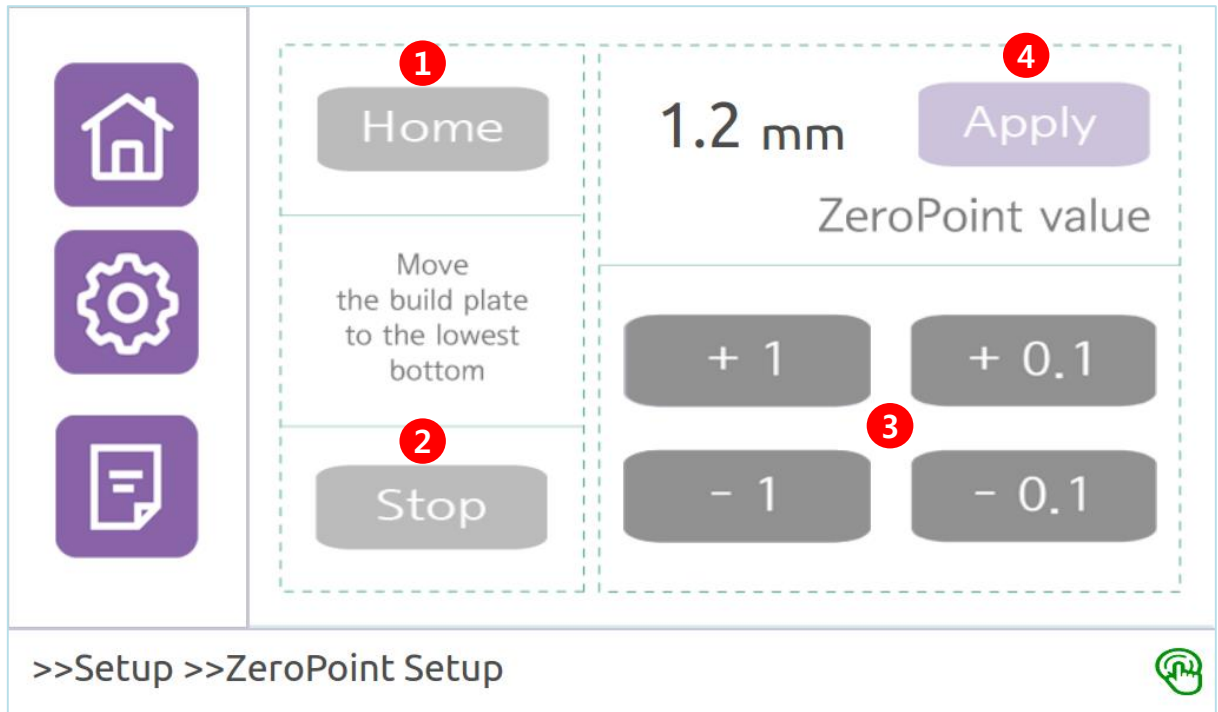 1
Home
Move
the build plate
to the lowest
bottom
2
Stop
4
1.2 mm
Apply
ZeroPoint value
+ 1
+ 0.1
3
- 1
- 0.1
>>Setup >>ZeroPoint Setup